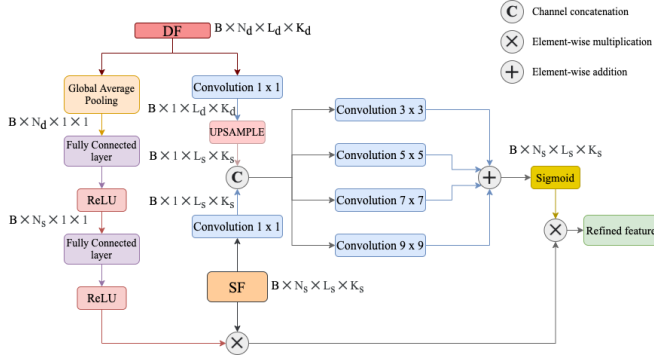 DF
B × N_d × L_d × K_d
C
Channel concatenation
×
Element-wise multiplication
+
Element-wise addition
Global Average
Pooling
Convolution 1 x 1
B × N_d × 1 × 1
B × 1 × L_d × K_d
Fully Connected
layer
UPSAMPLE
B × 1 × L_s × K_s
ReLU
C
B × N_s × 1 × 1
B × 1 × L_s × K_s
Fully Connected
layer
Convolution 1 x 1
ReLU
SF
B × N_s × L_s × K_s
×
Convolution 3 x 3
Convolution 5 x 5
Convolution 7 x 7
Convolution 9 x 9
+
B × N_s × L_s × K_s
Sigmoid
×
Refined feature